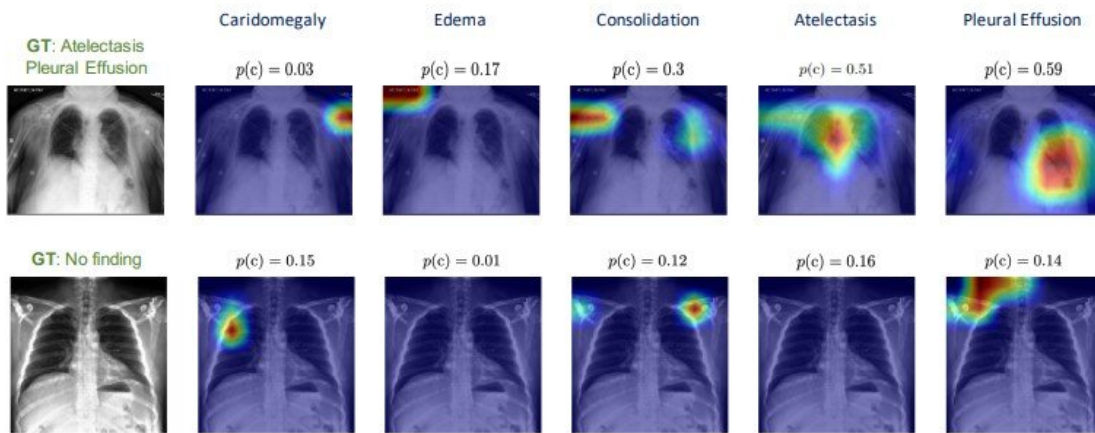 Caridomegaly Edema Consolidation Atelectasis Pleural Effusion
GT: Atelectasis
Pleural Effusion
p(c) = 0.03 p(c) = 0.17 p(c) = 0.3 p(c) = 0.51 p(c) = 0.59
GT: No finding
p(c) = 0.15 p(c) = 0.01 p(c) = 0.12 p(c) = 0.16 p(c) = 0.14